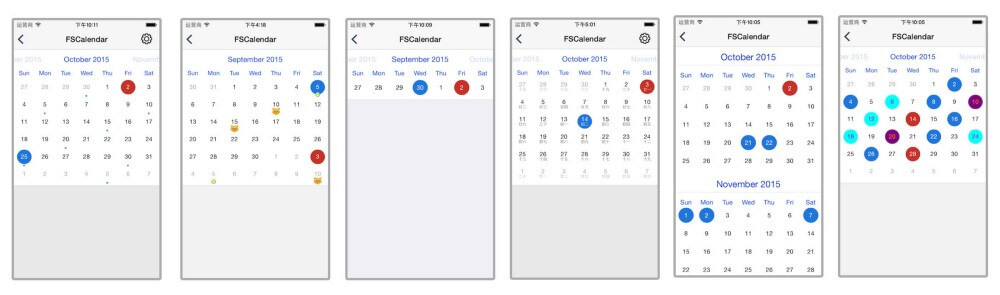 运营商 下午10:11
FSCalendar
er 2015 October 2015 Novemb
Sun Mon Tue Wed Thu Fri Sat
27 28 29 30 1 2 3
4 5 6 7 8 9 10
11 12 13 14 15 16 17
18 19 20 21 22 23 24
25 26 27 28 29 30 31
1 2 3 4 5 6 7
运营商 下午4:18
FSCalendar
September 2015
Sun Mon Tue Wed Thu Fri Sat
30 31 1 2 3 4 5
6 7 8 9 10 11 12
13 14 15 16 17 18 19
20 21 22 23 24 25 26
27 28 29 30 1 2 3
4 5 6 7 8 9 10
运营商 下午10:09
FSCalendar
September 2015 Octobe
Sun Mon Tue Wed Thu Fri Sat
27 28 29 30 1 2 3
运营商 下午5:01
FSCalendar
er 2015 October 2015 Novemb
Sun Mon Tue Wed Thu Fri Sat
27 28 29 30 1 2 3
4 5 6 7 8 9 10
11 12 13 14 15 16 17
18 19 20 21 22 23 24
25 26 27 28 29 30 31
1 2 3 4 5 6 7
运营商 下午10:05
FSCalendar
October 2015
Sun Mon Tue Wed Thu Fri Sat
1 2 3
4 5 6 7 8 9 10
11 12 13 14 15 16 17
18 19 20 21 22 23 24
25 26 27 28 29 30 31
November 2015
Sun Mon Tue Wed Thu Fri Sat
1 2 3 4 5 6 7
8 9 10 11 12 13 14
15 16 17 18 19 20 21
22 23 24 25 26 27 28
运营商 下午10:05
FSCalendar
er 2015 October 2015 Novemb
Sun Mon Tue Wed Thu Fri Sat
27 28 29 30 1 2 3
4 5 6 7 8 9 10
11 12 13 14 15 16 17
18 19 20 21 22 23 24
25 26 27 28 29 30 31
1 2 3 4 5 6 7